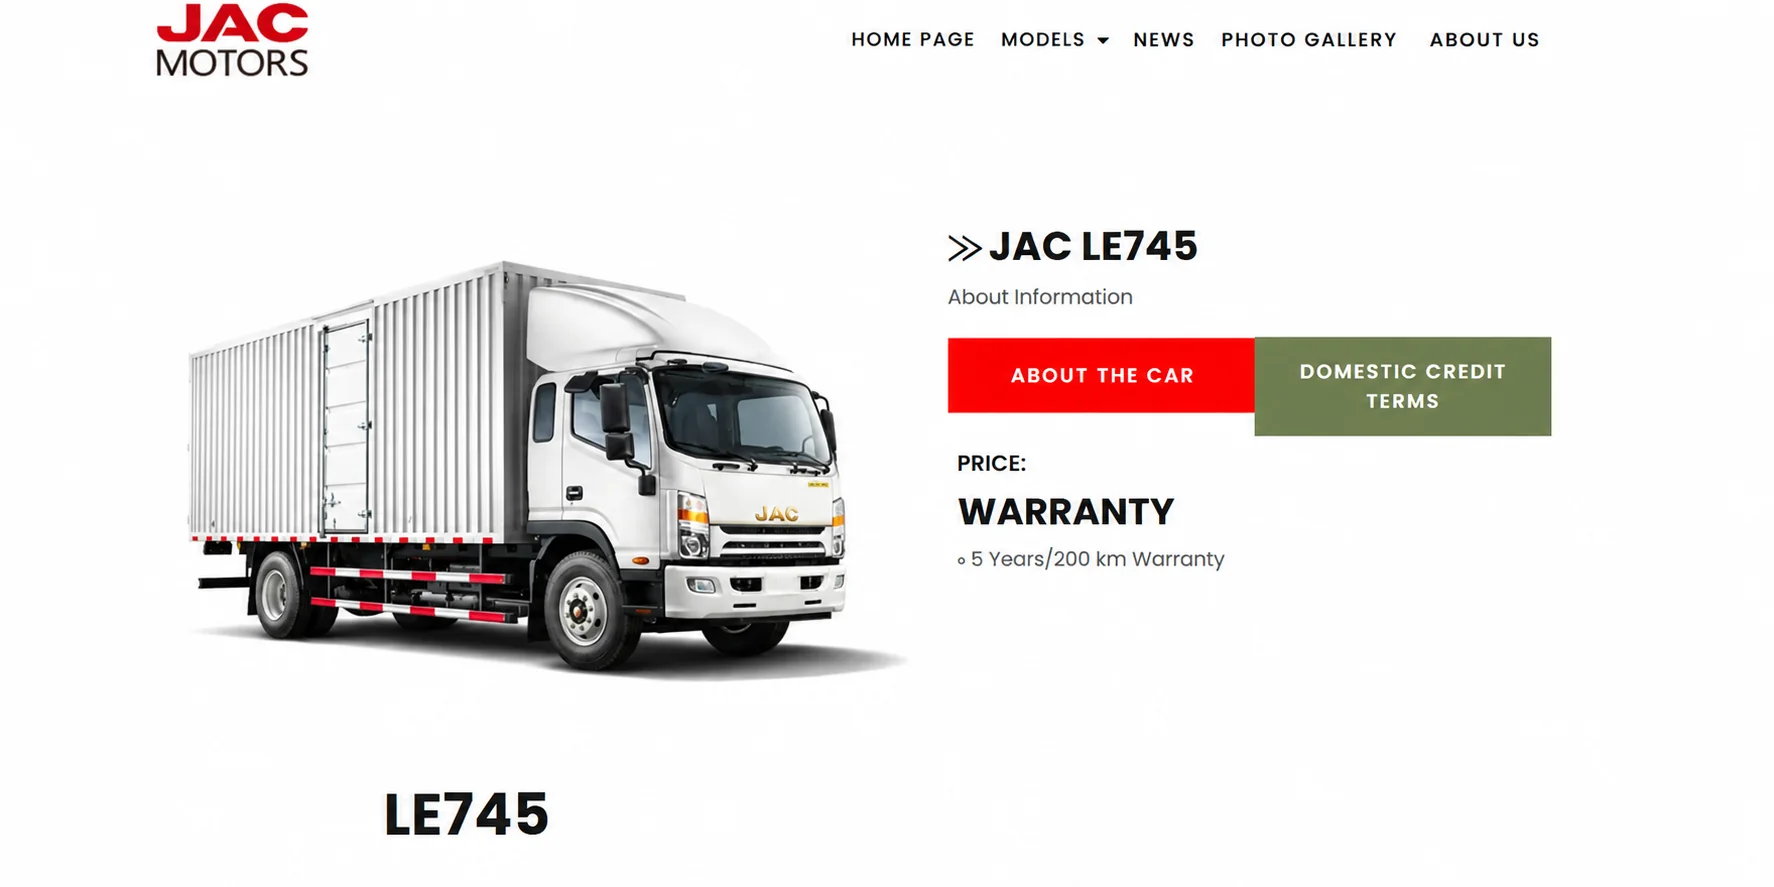 JAC
MOTORS
HOME PAGE MODELS NEWS PHOTO GALLERY ABOUT US
JAC LE745
About Information
ABOUT THE CAR
DOMESTIC CREDIT
TERMS
PRICE:
WARRANTY
5 Years/200 km Warranty
JAC
LE745